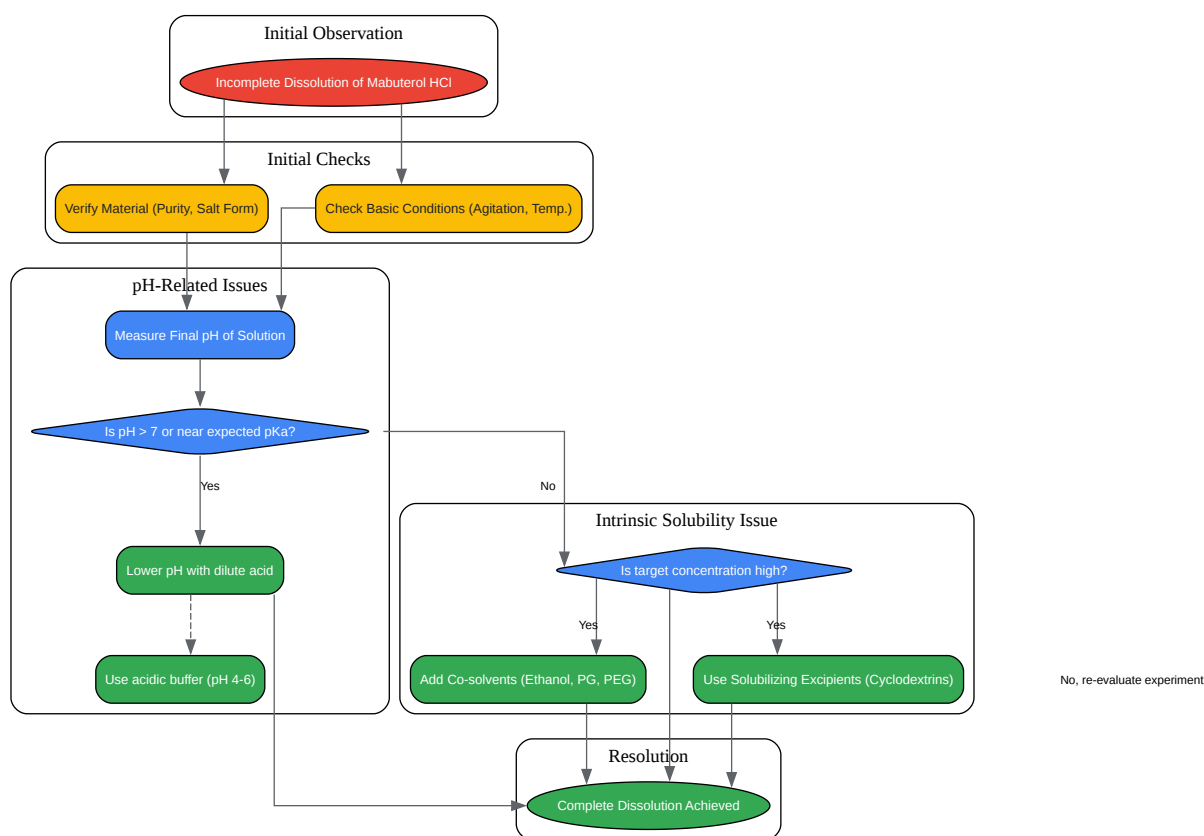 Initial Observation
Incomplete Dissolution of Mabuterol HCl
Initial Checks
Verify Material (Purity, Salt Form)
Check Basic Conditions (Agitation, Temp.)
pH-Related Issues
Measure Final pH of Solution
Is pH > 7 or near expected pKa?
Yes
No
Lower pH with dilute acid
Use acidic buffer (pH 4-6)
Intrinsic Solubility Issue
Is target concentration high?
Yes
Yes
Add Co-solvents (Ethanol, PG, PEG)
Use Solubilizing Excipients (Cyclodextrins)
No, re-evaluate experiment
Resolution
Complete Dissolution Achieved